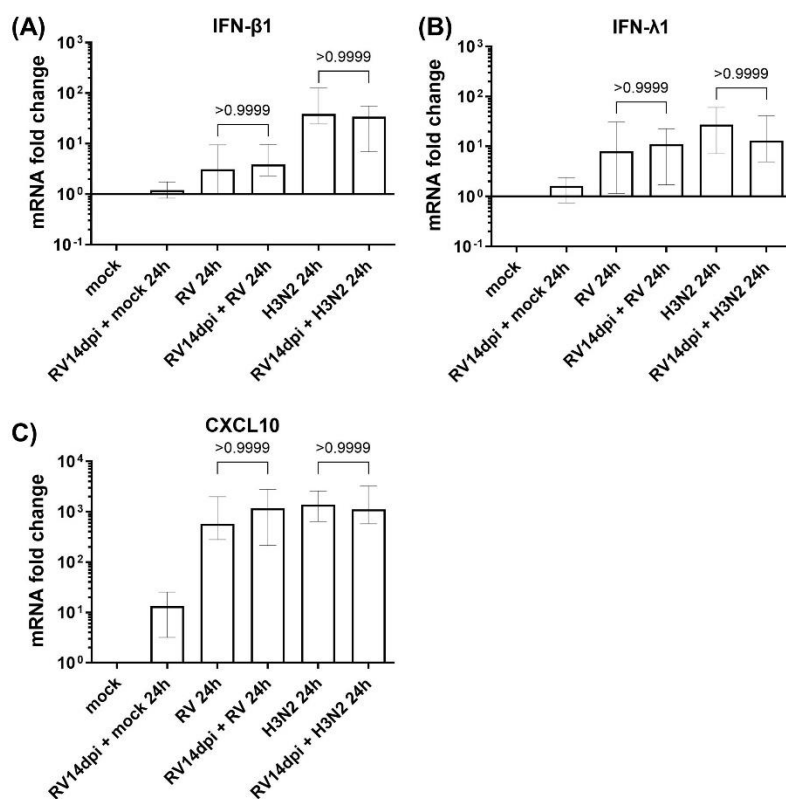 (A)
IFN-β1
mRNA fold change
10³
10²
10¹
10⁰
10⁻¹
>0.9999
>0.9999
mock
RV14dpi + mock 24h
RV 24h
RV14dpi + RV 24h
H3N2 24h
RV14dpi + H3N2 24h
(B)
IFN-λ1
mRNA fold change
10³
10²
10¹
10⁰
10⁻¹
>0.9999
>0.9999
mock
RV14dpi + mock 24h
RV 24h
RV14dpi + RV 24h
H3N2 24h
RV14dpi + H3N2 24h
C)
CXCL10
mRNA fold change
10⁴
10³
10²
10¹
10⁰
>0.9999
>0.9999
mock
RV14dpi + mock 24h
RV 24h
RV14dpi + RV 24h
H3N2 24h
RV14dpi + H3N2 24h